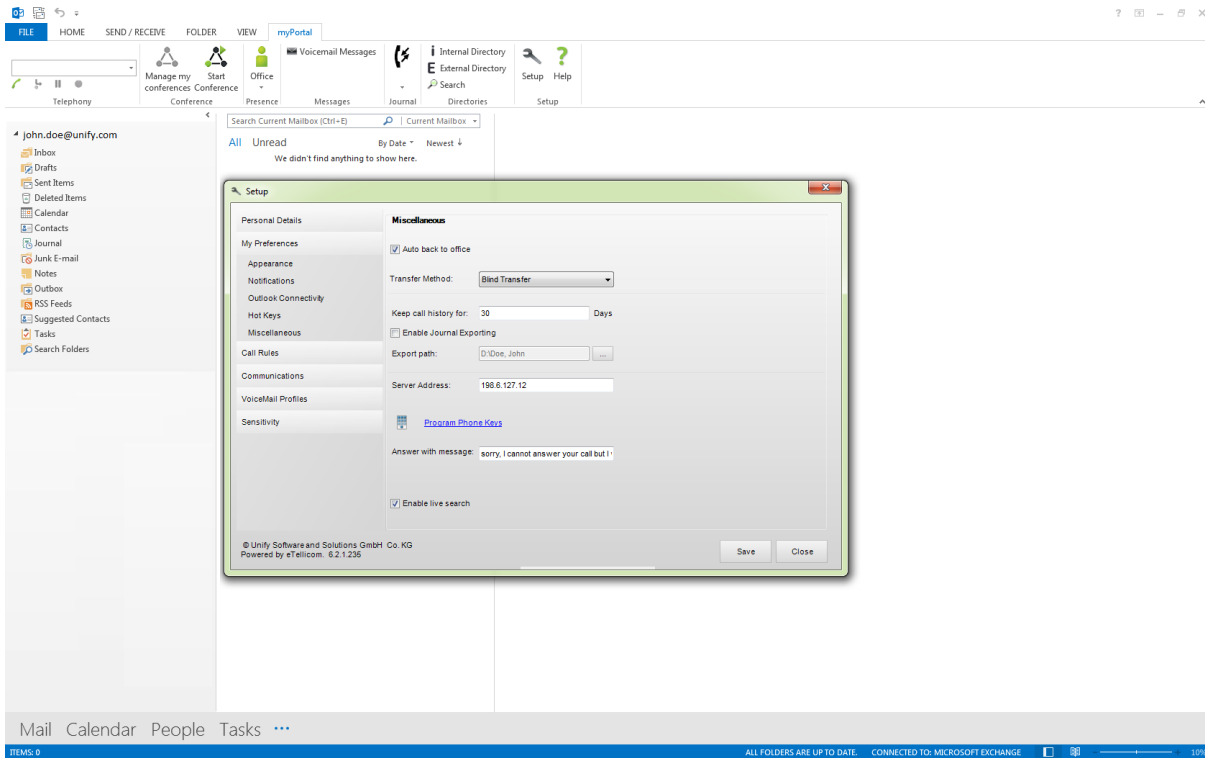 FILE HOME SEND / RECEIVE FOLDER VIEW myPortal
Voicemail Messages
Internal Directory
External Directory
Search
Manage my conferences
Start Conference
Office
Setup Help
Telephony Conference Presence Messages Journal Directories Setup
john.doe@unify.com
Inbox
Drafts
Sent Items
Deleted Items
Calendar
Contacts
Journal
Junk E-mail
Notes
Outbox
RSS Feeds
Suggested Contacts
Tasks
Search Folders
Search Current Mailbox (Ctrl+E) Current Mailbox
All Unread By Date Newest ↓
We didn't find anything to show here.
Setup
Personal Details
My Preferences
Appearance
Notifications
Outlook Connectivity
Hot Keys
Miscellaneous
Call Rules
Communications
VoiceMail Profiles
Sensitivity
Miscellaneous
Auto back to office
Transfer Method: Blind Transfer
Keep call history for: 30 Days
Enable Journal Exporting
Export path: D:\Doe, John ...
Server Address: 198.6.127.12
Program Phone Keys
Answer with message: sorry, I cannot answer your call but I
Enable live search
© Unify Software and Solutions GmbH Co. KG
Powered by eTellicom. 6.2.1.235
Save Close
Mail Calendar People Tasks ...
ITEMS: 0 ALL FOLDERS ARE UP TO DATE. CONNECTED TO: MICROSOFT EXCHANGE 10%